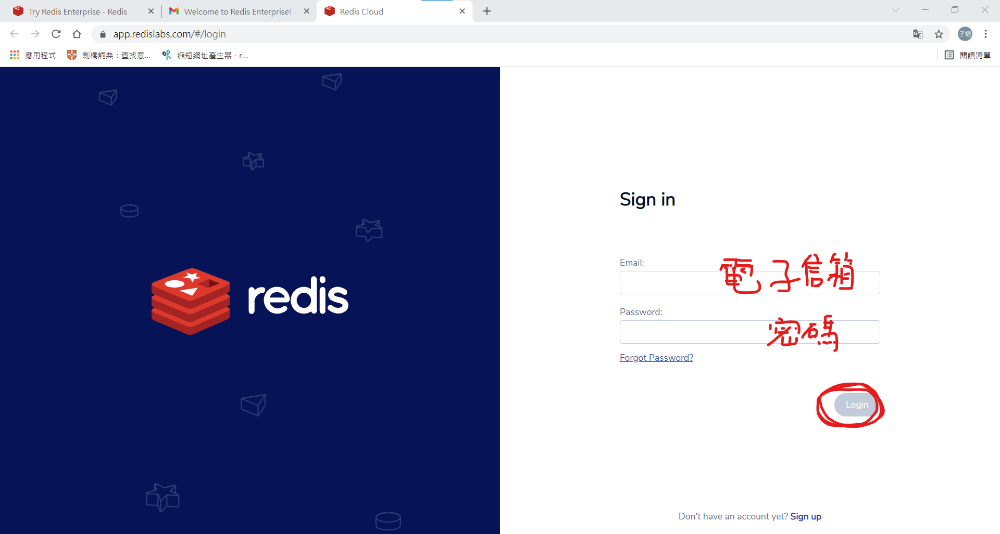 Try Redis Enterprise - Redis
Welcome to Redis Enterprise! -
Redis Cloud
app.redislabs.com/#/login
子捷
應用程式
劍橋詞典：查找意...
縮短網址產生器 - r...
閱讀清單
redis
Sign in
Email:
電子信箱
Password:
密碼
Forgot Password?
Login
Don't have an account yet? Sign up